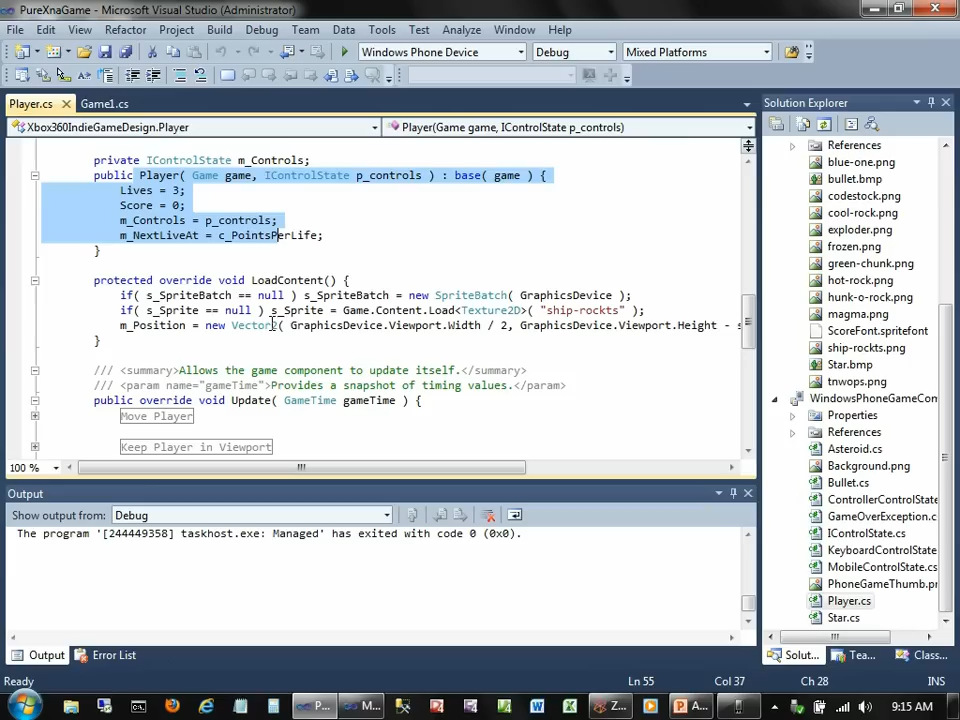 PureXnaGame - Microsoft Visual Studio (Administrator)
File Edit View Refactor Project Build Debug Team Data Tools Test Analyze Window Help
Windows Phone Device Debug Mixed Platforms
Player.cs Game1.cs
Xbox360IndieGameDesign.Player Player(Game game, IControlState p_controls)
private IControlState m_Controls;
public Player( Game game, IControlState p_controls ) : base( game ) {
Lives = 3;
Score = 0;
m_Controls = p_controls;
m_NextLiveAt = c_PointsPerLife;
}
protected override void LoadContent() {
if( s_SpriteBatch == null ) s_SpriteBatch = new SpriteBatch( GraphicsDevice );
if( s_Sprite == null ) s_Sprite = Game.Content.Load<Texture2D>( "ship-rockts" );
m_Position = new Vector2( GraphicsDevice.Viewport.Width / 2, GraphicsDevice.Viewport.Height - s
}
/// <summary>Allows the game component to update itself.</summary>
/// <param name="gameTime">Provides a snapshot of timing values.</param>
public override void Update( GameTime gameTime ) {
Move Player
Keep Player in Viewport
100 %
Output
Show output from: Debug
The program '[244449358] taskhost.exe: Managed' has exited with code 0 (0x0).
Output Error List
Solution Explorer
References
blue-one.png
bullet.bmp
codestock.png
cool-rock.png
exploder.png
frozen.png
green-chunk.png
hot-rock.png
hunk-o-rock.png
magma.png
ScoreFont.spritefont
ship-rockts.png
Star.bmp
tnwops.png
WindowsPhoneGameCon
Properties
References
Asteroid.cs
Background.png
Bullet.cs
ControllerControlState
GameOverException.c
IControlState.cs
KeyboardControlState
MobileControlState.cs
PhoneGameThumb.pn
Player.cs
Star.cs
Solut... Tea... Class...
Ready Ln 55 Col 37 Ch 28 INS
P... M... Z... A... 9:15 AM